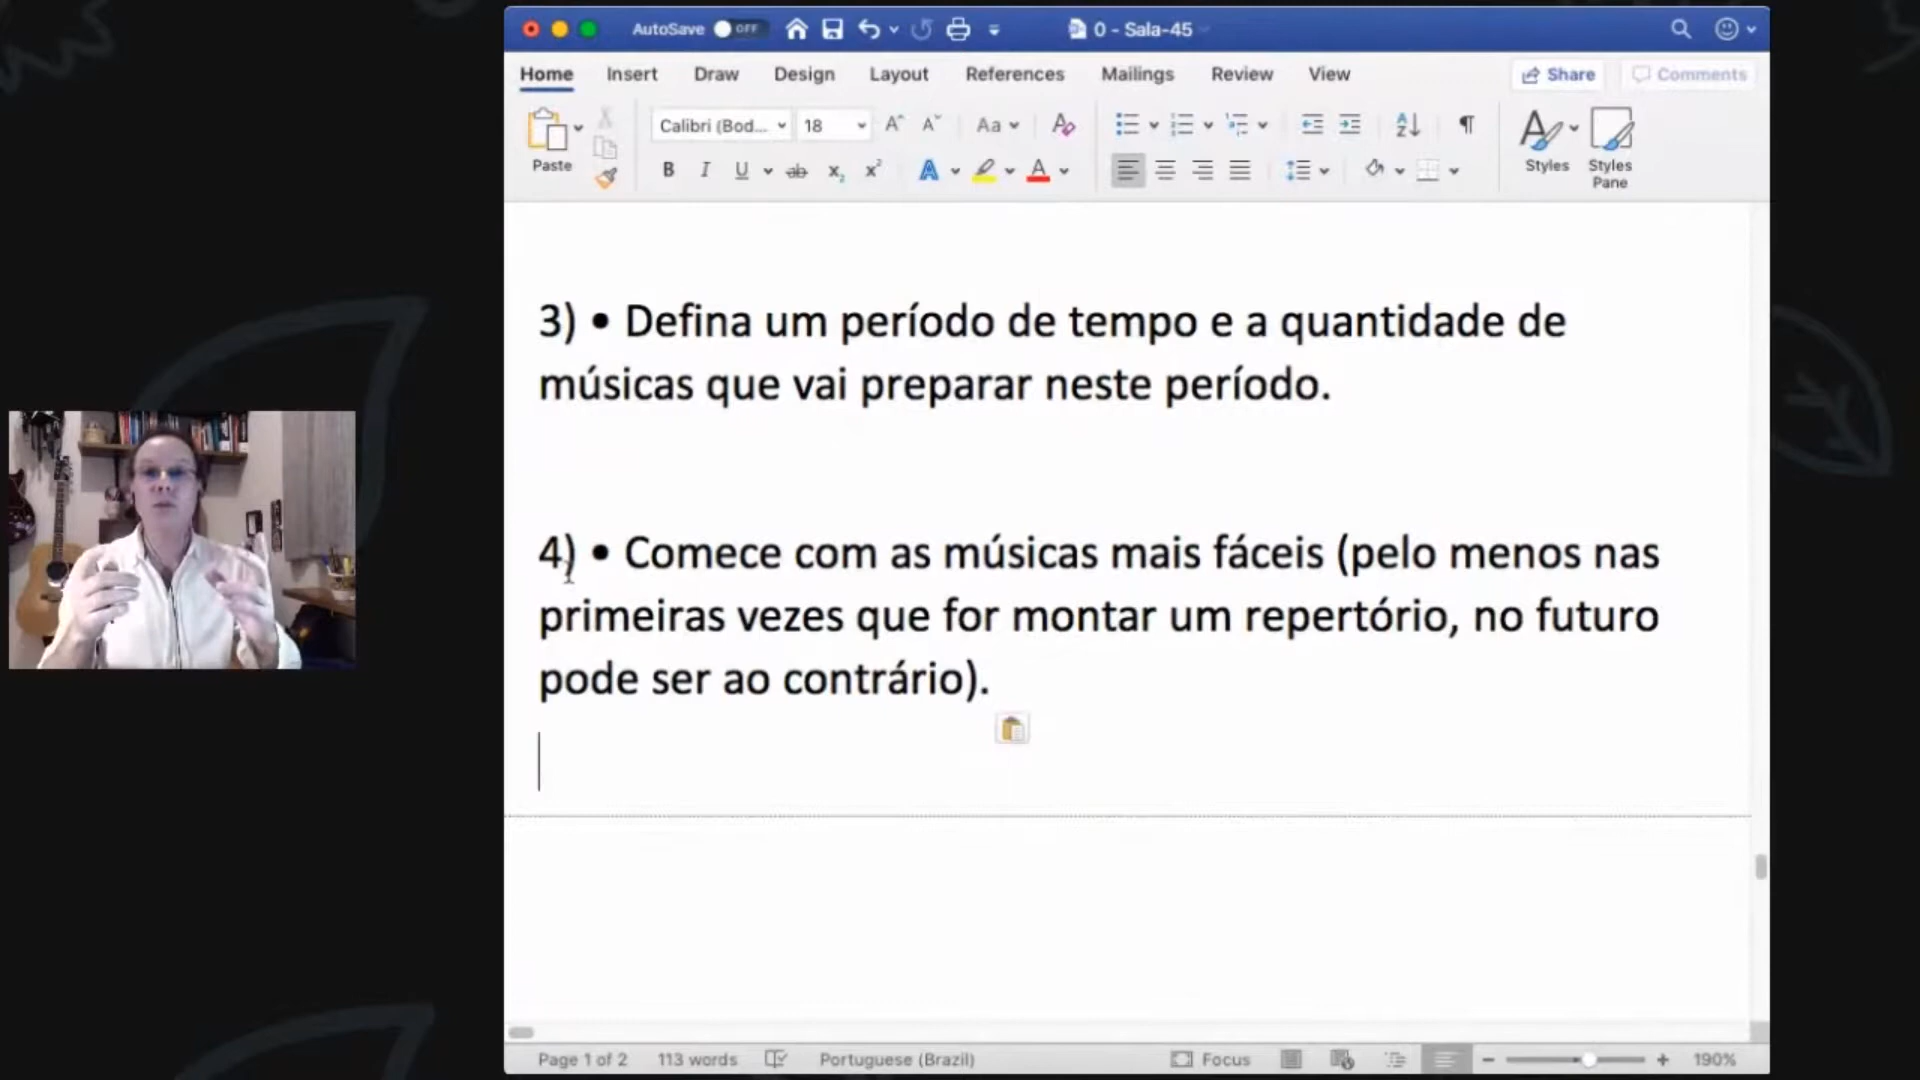 AutoSave OFF 0 - Sala-45
Home Insert Draw Design Layout References Mailings Review View Share Comments
Paste Calibri (Bod... 18 Aa Styles Styles Pane
3) • Defina um período de tempo e a quantidade de
músicas que vai preparar neste período.
4) • Comece com as músicas mais fáceis (pelo menos nas
primeiras vezes que for montar um repertório, no futuro
pode ser ao contrário).
Page 1 of 2 113 words Portuguese (Brazil) Focus 190%